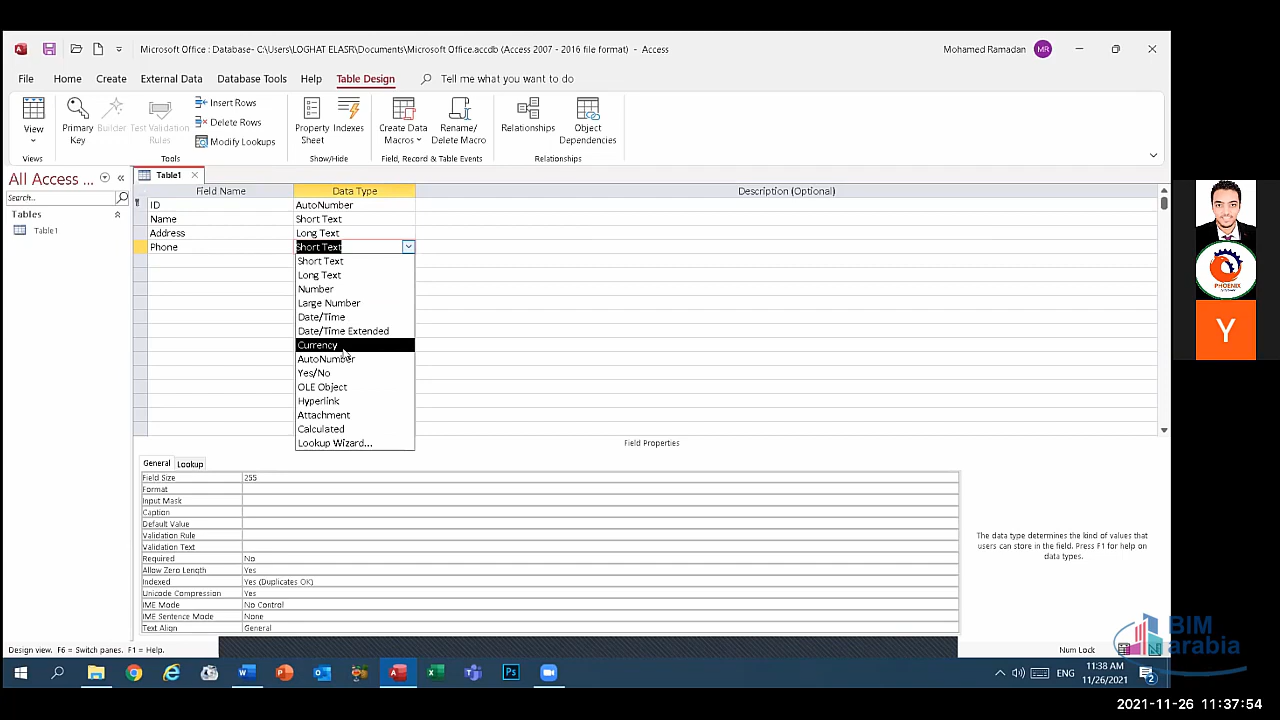 Microsoft Office : Database- C:\Users\LOGHAT ELASR\Documents\Microsoft Office.accdb (Access 2007 - 2016 file format) - Access
Mohamed Ramadan
MR
File
Home
Create
External Data
Database Tools
Help
Table Design
Tell me what you want to do
View
Primary Key
Builder
Test Validation Rules
Insert Rows
Delete Rows
Modify Lookups
Property Sheet
Indexes
Create Data Macros
Rename/ Delete Macro
Relationships
Object Dependencies
Views
Tools
Show/Hide
Field, Record & Table Events
Relationships
All Access ...
Search...
Tables
Table1
Table1
Field Name
Data Type
Description (Optional)
ID
AutoNumber
Name
Short Text
Address
Long Text
Phone
Short Text
Short Text
Long Text
Number
Large Number
Date/Time
Date/Time Extended
Currency
AutoNumber
Yes/No
OLE Object
Hyperlink
Attachment
Calculated
Lookup Wizard...
Field Properties
General
Lookup
Field Size
255
Format
Input Mask
Caption
Default Value
Validation Rule
Validation Text
Required
No
Allow Zero Length
Yes
Indexed
Yes (Duplicates OK)
Unicode Compression
Yes
IME Mode
No Control
IME Sentence Mode
None
Text Align
General
The data type determines the kind of values that
users can store in the field. Press F1 for help on
data types.
Design view. F6 = Switch panes. F1 = Help.
Num Lock
PHOENIX
Y
BIM
arabia
ENG
11:38 AM
11/26/2021
2
2021-11-26 11:37:54